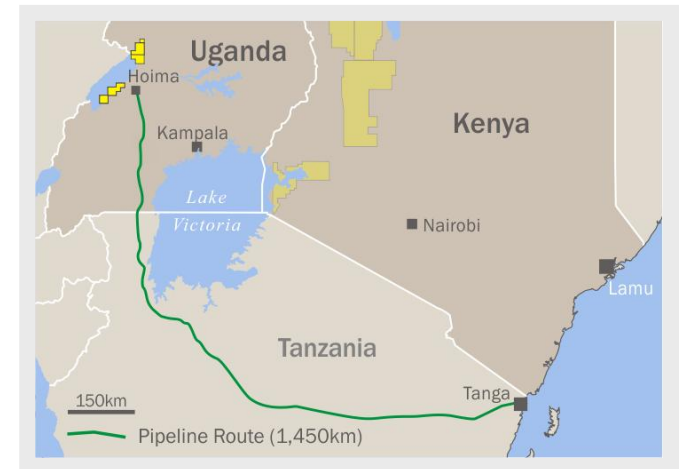 Uganda
Hoima
Kenya
Kampala
Lake
Victoria
Nairobi
Lamu
Tanzania
Tanga
150km
Pipeline Route (1,450km)